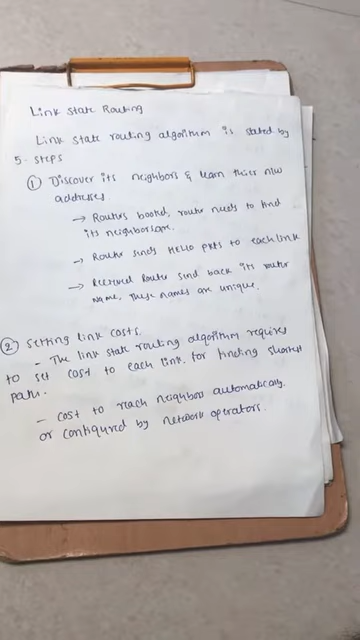 Link State Routing
Link state routing algorithm is stated by
5 - steps
① Discover its neighbors & learn their n/w
addresses.
→ Routers booted, router needs to find
its neighbors are.
→ Router sends HELLO pkts to each link
→ Received Router send back its router
name, these names are unique.
② Setting link costs.
- The link state routing algorithm requires
to set cost to each link for finding shortest
path.
- cost to reach neighbors automatically
or configured by network operators.